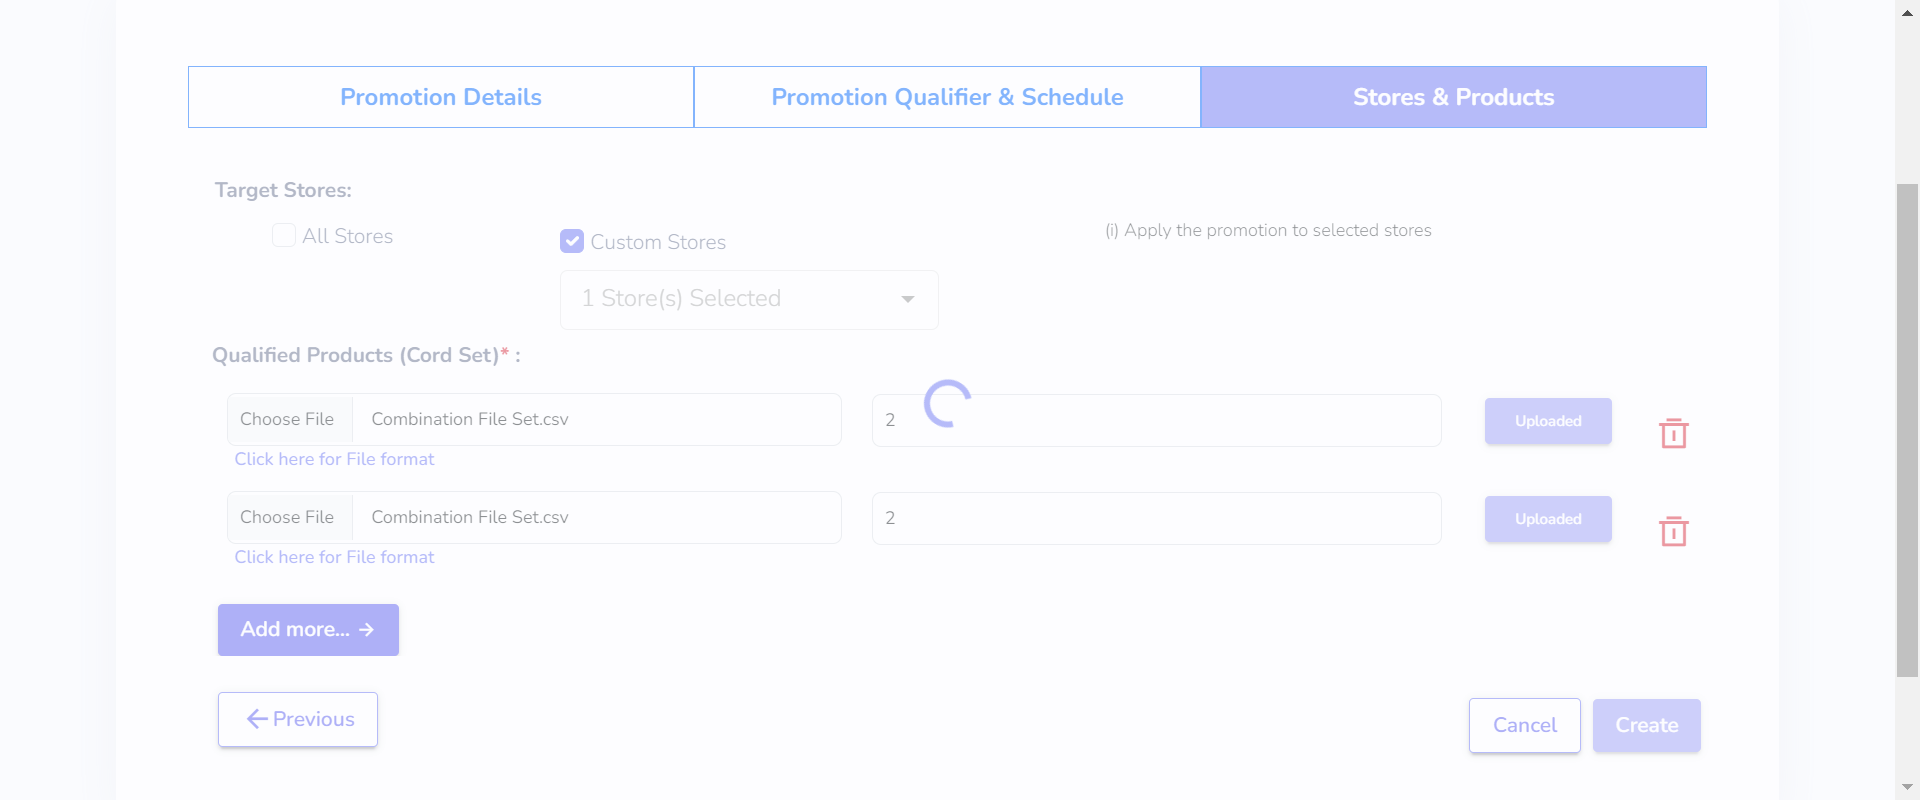 Promotion Details
Promotion Qualifier & Schedule
Stores & Products
Target Stores:
All Stores
Custom Stores
(i) Apply the promotion to selected stores
1 Store(s) Selected
Qualified Products (Cord Set)* :
Choose File
Combination File Set.csv
2
Uploaded
Click here for File format
Choose File
Combination File Set.csv
2
Uploaded
Click here for File format
Add more...
Previous
Cancel
Create